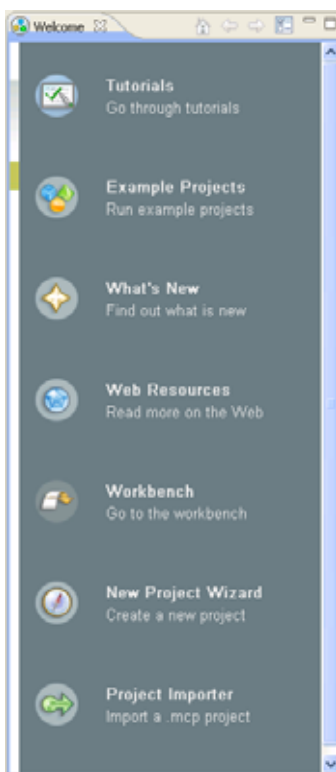 Welcome
Tutorials
Go through tutorials
Example Projects
Run example projects
What's New
Find out what is new
Web Resources
Read more on the Web
Workbench
Go to the workbench
New Project Wizard
Create a new project
Project Importer
Import a .mcp project